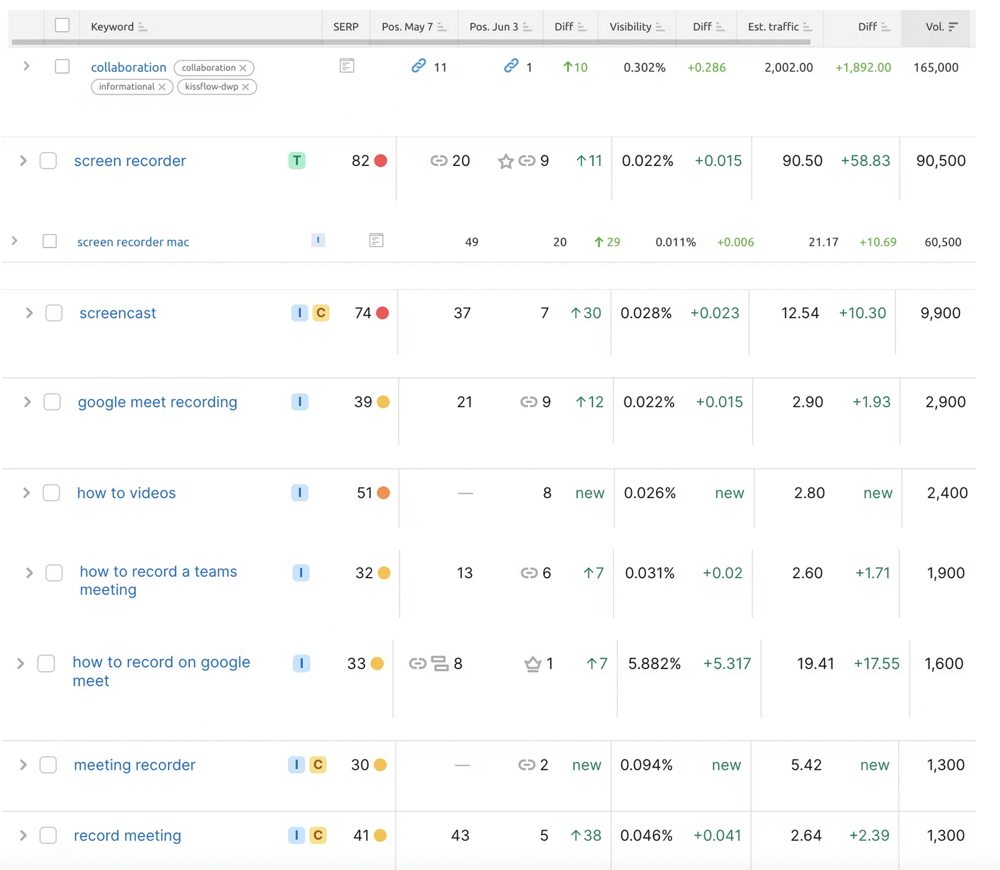 Keyword SERP Pos. May 7 Pos. Jun 3 Diff Visibility Diff Est. traffic Diff Vol.
collaboration collaboration × 11 1 ↑10 0.302% +0.286 2,002.00 +1,892.00 165,000
informational × kissflow-dwp ×
screen recorder T 82 20 9 ↑11 0.022% +0.015 90.50 +58.83 90,500
screen recorder mac I 49 20 ↑29 0.011% +0.006 21.17 +10.69 60,500
screencast I C 74 37 7 ↑30 0.028% +0.023 12.54 +10.30 9,900
google meet recording I 39 21 9 ↑12 0.022% +0.015 2.90 +1.93 2,900
how to videos I 51 — 8 new 0.026% new 2.80 new 2,400
how to record a teams I 32 13 6 ↑7 0.031% +0.02 2.60 +1.71 1,900
meeting
how to record on google I 33 8 1 ↑7 5.882% +5.317 19.41 +17.55 1,600
meet
meeting recorder I C 30 — 2 new 0.094% new 5.42 new 1,300
record meeting I C 41 43 5 ↑38 0.046% +0.041 2.64 +2.39 1,300